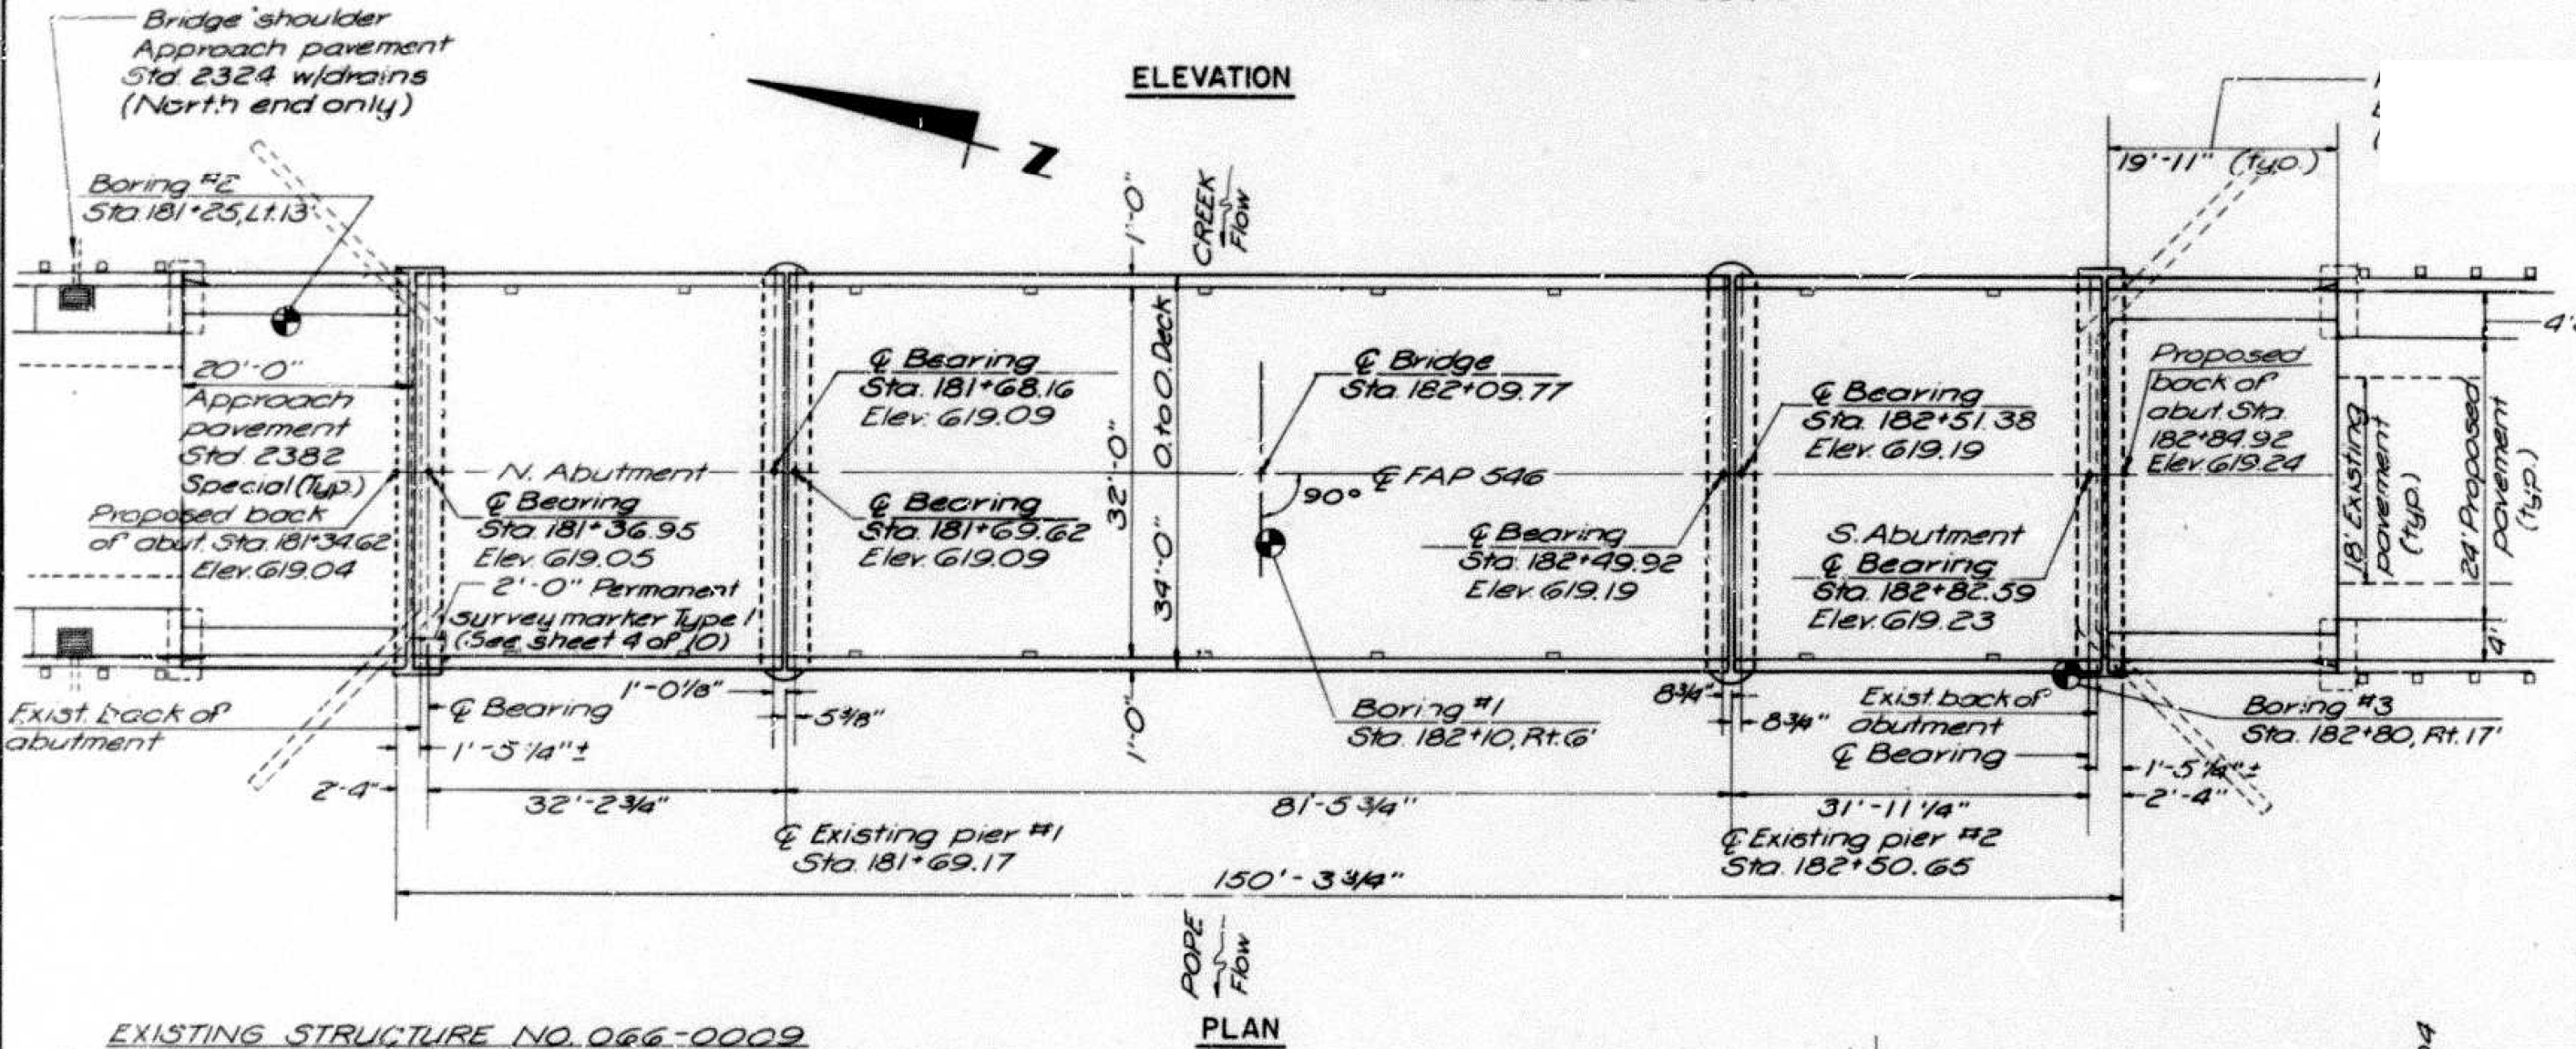 Bridge shoulder
Approach pavement
Std. 2324 w/drains
(North end only)
ELEVATION
Z
Boring #2
Sta. 181+25, Lt. 13'
1'-0"
CREEK
Flow
19'-11" (typ.)
20'-0"
Approach
pavement
Std. 2382
Special (Typ.)
Proposed back
of abut. Sta. 181+34.62
Elev. 619.04
N. Abutment
℄ Bearing
Sta. 181+36.95
Elev. 619.05
2'-0" Permanent
survey marker Type 1
(See sheet 4 of 10)
℄ Bearing
Sta. 181+68.16
Elev. 619.09
℄ Bearing
Sta. 181+69.62
Elev. 619.09
32'-0"
34'-0" O. to O. Deck
℄ Bridge
Sta. 182+09.77
90°
℄ FAP 546
℄ Bearing
Sta. 182+49.92
Elev. 619.19
℄ Bearing
Sta. 182+51.38
Elev. 619.19
S. Abutment
℄ Bearing
Sta. 182+82.59
Elev. 619.23
Proposed
back of
abut. Sta.
182+84.92
Elev. 619.24
18' Existing
pavement
(typ.)
24' Proposed
pavement
(typ.)
4'
4'
Exist. back of
abutment
℄ Bearing
1'-5 1/4" ±
2'-4"
1'-0 1/8"
5 3/8"
1'-0"
Boring #1
Sta. 182+10, Rt. 6'
8 3/4"
8 3/4"
Exist. back of
abutment
℄ Bearing
Boring #3
Sta. 182+80, Rt. 17'
1'-5 1/4" ±
2'-4"
32'-2 3/4"
81'-5 3/4"
31'-11 1/4"
℄ Existing pier #1
Sta. 181+69.17
℄ Existing pier #2
Sta. 182+50.65
150'-3 3/4"
POPE
Flow
EXISTING STRUCTURE NO. 066-0009
PLAN